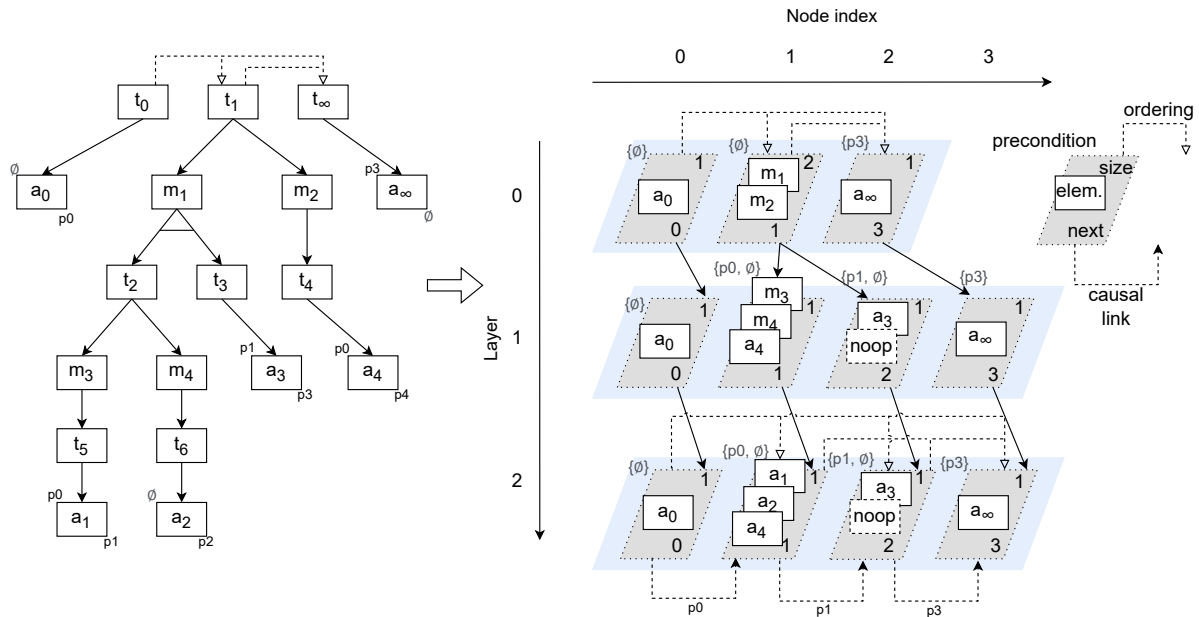 Node index
0 1 2 3
t0 t1 t∞
ordering
precondition
{∅} {∅} {p3}
1 2 1
size
∅ p3
m1
a0 m1 m2 a∞
0
a0 m2 a∞
elem.
p0 ∅
0 1 3
next
{p0, ∅} {p1, ∅} {p3}
t2 t3 t4
m3
causal
link
{∅}
1 1 1 1
m4 a3
Layer
1
a0 a4 noop a∞
p1 p0
m3 m4 a3 a4
0 1 2 3
p3 p4
t5 t6
{∅} {p0, ∅} {p1, ∅} {p3}
1 1 1 1
2
a1 a3
p0 ∅
a2
a1 a2
a0 a4 noop a∞
p1 p2
0 1 2 3
p0 p1 p3